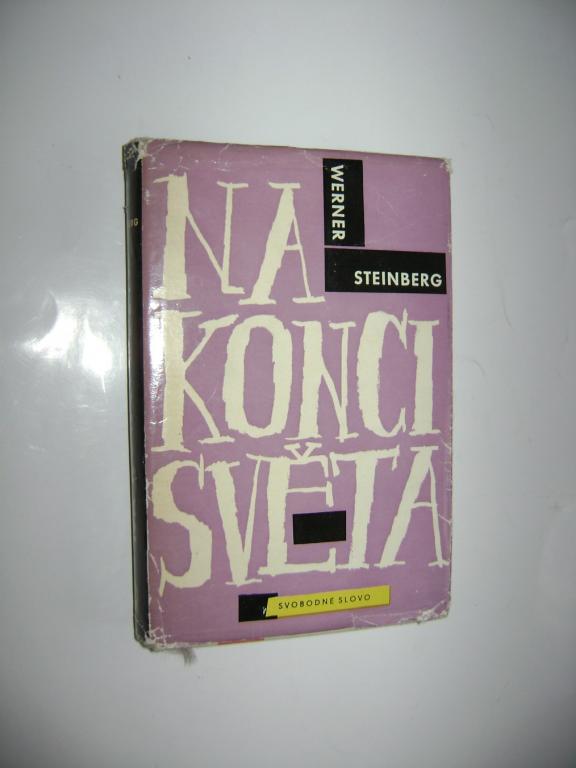 WERNER
STEINBERG
NA
KONCI
SVĚTA
SVOBODNÉ SLOVO